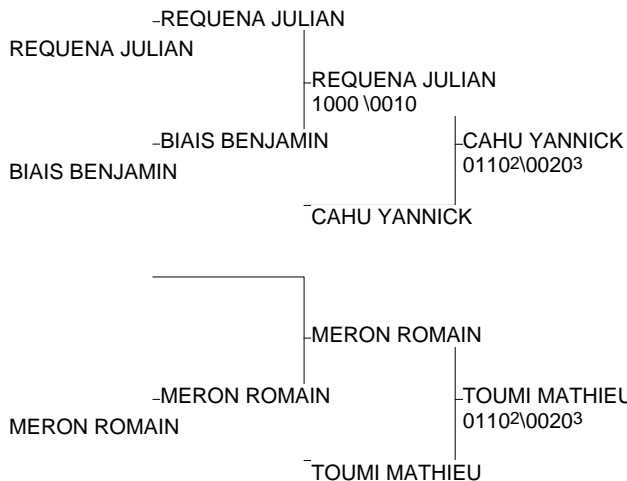 REQUENA JULIAN
REQUENA JULIAN
REQUENA JULIAN
1000 \0010
BIAIS BENJAMIN
CAHU YANNICK
BIAIS BENJAMIN
0110²\0020³
CAHU YANNICK
MERON ROMAIN
MERON ROMAIN
TOUMI MATHIEU
MERON ROMAIN
0110²\0020³
TOUMI MATHIEU